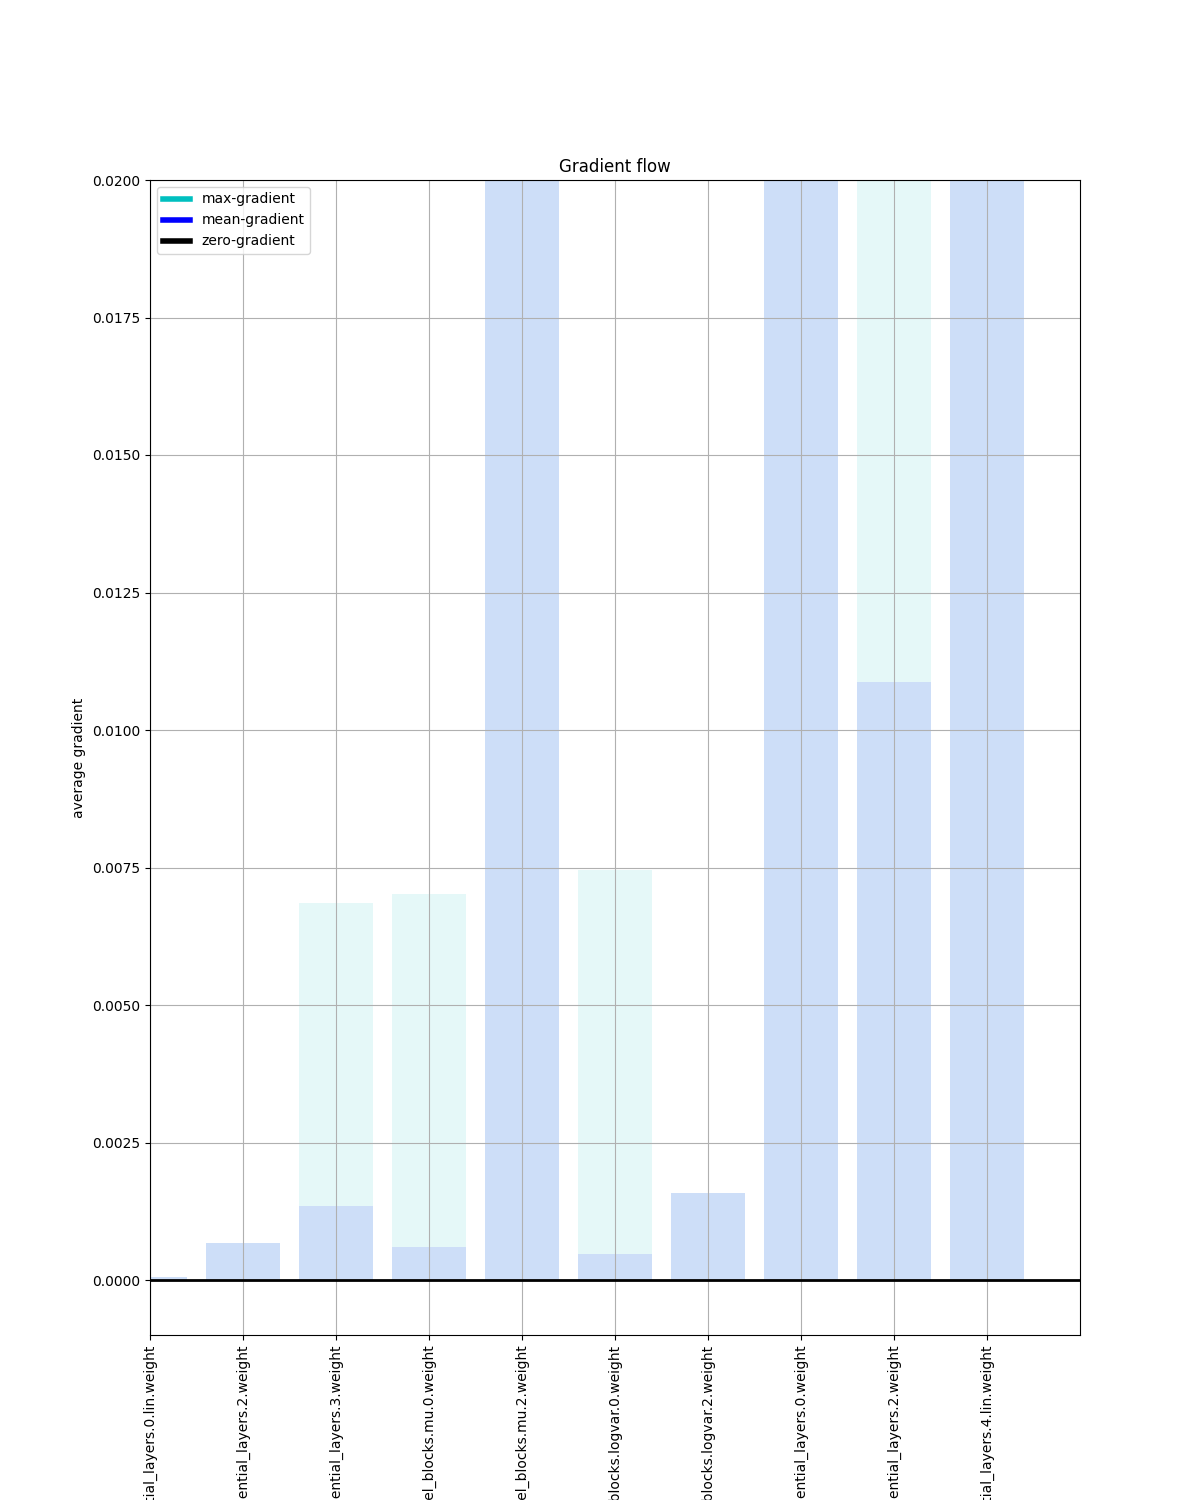 Gradient flow
max-gradient
mean-gradient
zero-gradient
0.0200
0.0175
0.0150
0.0125
0.0100
0.0075
0.0050
0.0025
0.0000
average gradient
tial_layers.0.lin.weight
ential_layers.2.weight
ential_layers.3.weight
el_blocks.mu.0.weight
el_blocks.mu.2.weight
blocks.logvar.0.weight
blocks.logvar.2.weight
ential_layers.0.weight
ential_layers.2.weight
tial_layers.4.lin.weight